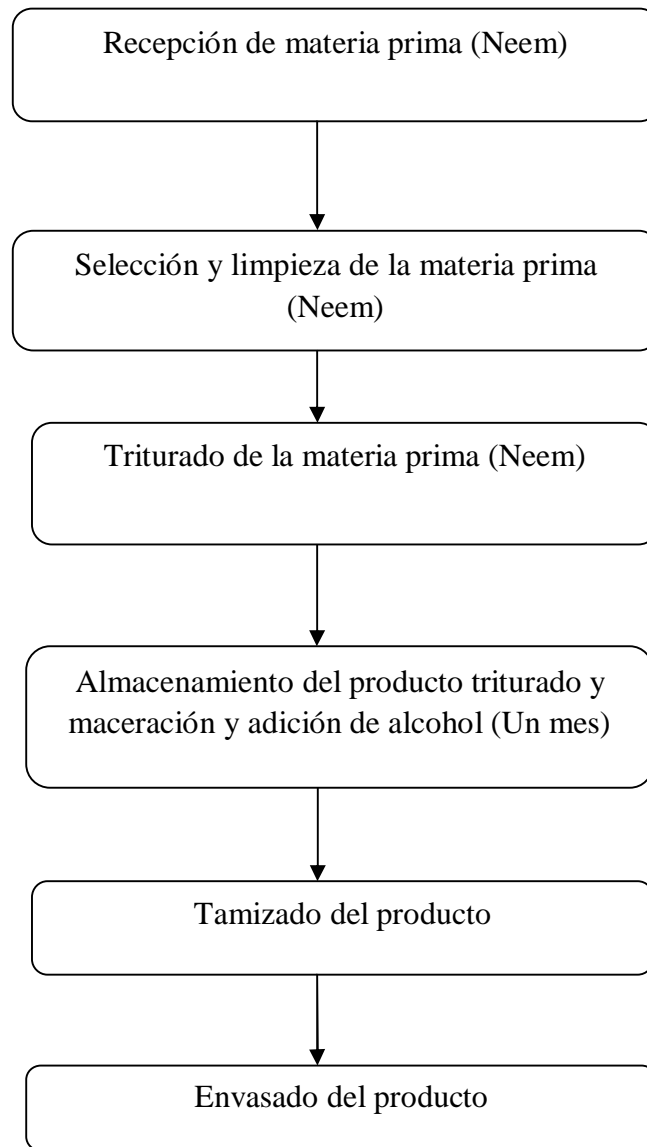 Recepción de materia prima (Neem)
Selección y limpieza de la materia prima
(Neem)
Triturado de la materia prima (Neem)
Almacenamiento del producto triturado y
maceración y adición de alcohol (Un mes)
Tamizado del producto
Envasado del producto